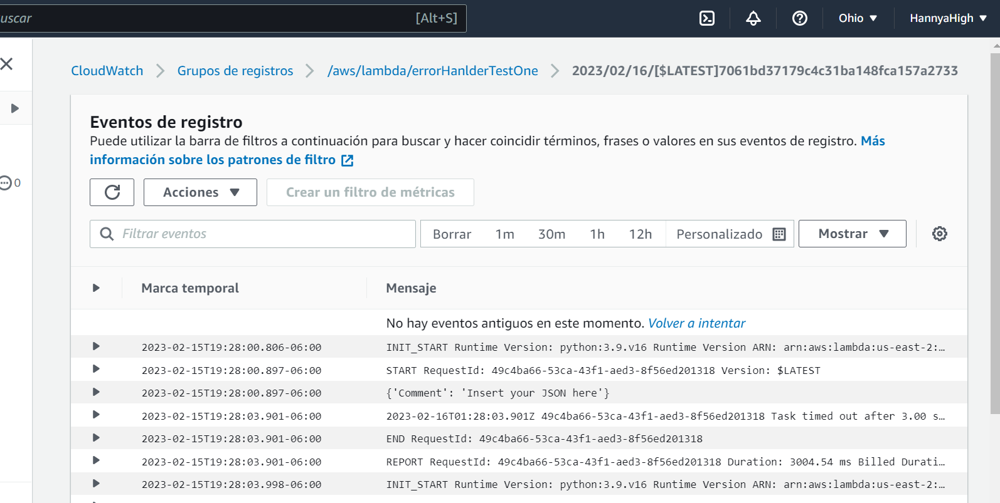 uscar [Alt+S] Ohio HannyaHigh
CloudWatch Grupos de registros /aws/lambda/errorHanlderTestOne 2023/02/16/[$LATEST]7061bd37179c4c31ba148fca157a2733
Eventos de registro
Puede utilizar la barra de filtros a continuación para buscar y hacer coincidir términos, frases o valores en sus eventos de registro. Más
información sobre los patrones de filtro
0
Acciones Crear un filtro de métricas
Filtrar eventos Borrar 1m 30m 1h 12h Personalizado Mostrar
Marca temporal Mensaje
No hay eventos antiguos en este momento. Volver a intentar
2023-02-15T19:28:00.806-06:00 INIT_START Runtime Version: python:3.9.v16 Runtime Version ARN: arn:aws:lambda:us-east-2:…
2023-02-15T19:28:00.897-06:00 START RequestId: 49c4ba66-53ca-43f1-aed3-8f56ed201318 Version: $LATEST
2023-02-15T19:28:00.897-06:00 {'Comment': 'Insert your JSON here'}
2023-02-15T19:28:03.901-06:00 2023-02-16T01:28:03.901Z 49c4ba66-53ca-43f1-aed3-8f56ed201318 Task timed out after 3.00 s…
2023-02-15T19:28:03.901-06:00 END RequestId: 49c4ba66-53ca-43f1-aed3-8f56ed201318
2023-02-15T19:28:03.901-06:00 REPORT RequestId: 49c4ba66-53ca-43f1-aed3-8f56ed201318 Duration: 3004.54 ms Billed Durati…
2023-02-15T19:28:03.998-06:00 INIT_START Runtime Version: python:3.9.v16 Runtime Version ARN: arn:aws:lambda:us-east-2:…